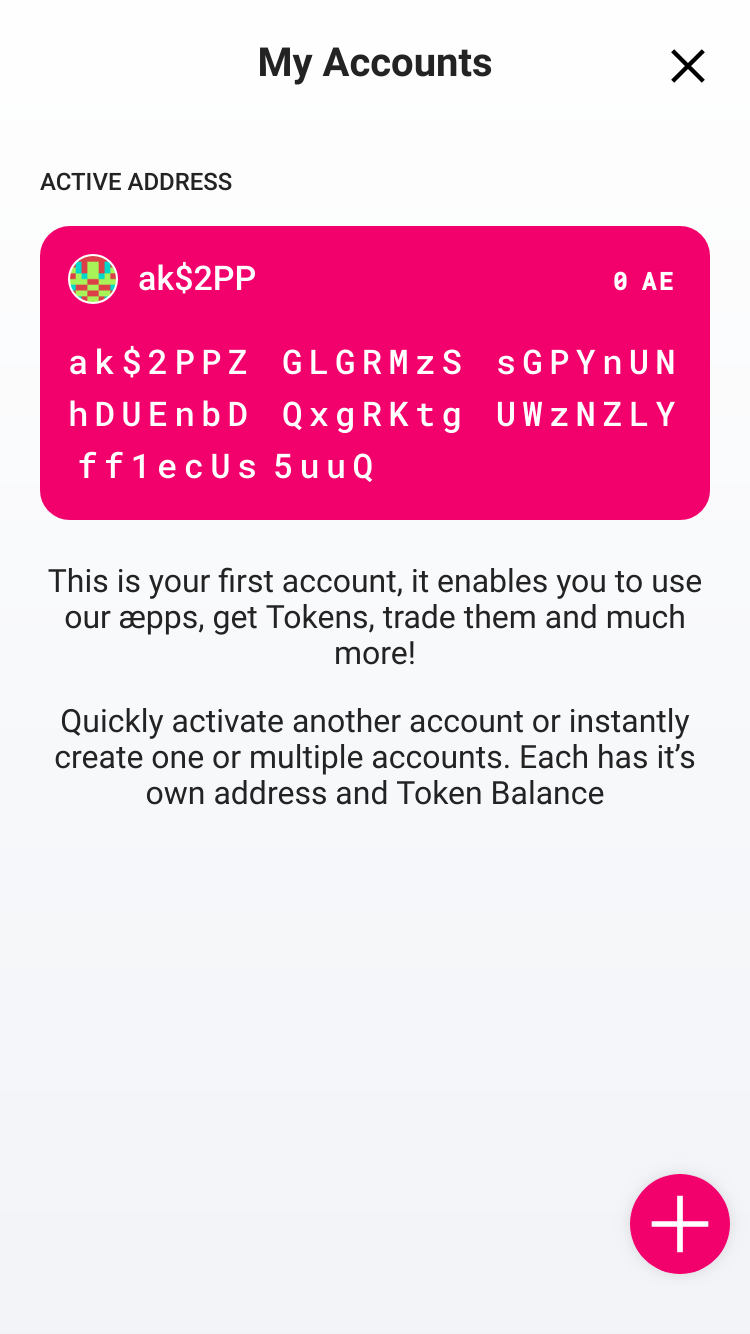 My Accounts
ACTIVE ADDRESS
ak$2PP 0 AE
ak$2PPZ GLGRMzS sGPYnUN
hDUEnbD QxgRKtg UWzNZLY
ff1ecUs 5uuQ
This is your first account, it enables you to use
our æpps, get Tokens, trade them and much
more!
Quickly activate another account or instantly
create one or multiple accounts. Each has it’s
own address and Token Balance